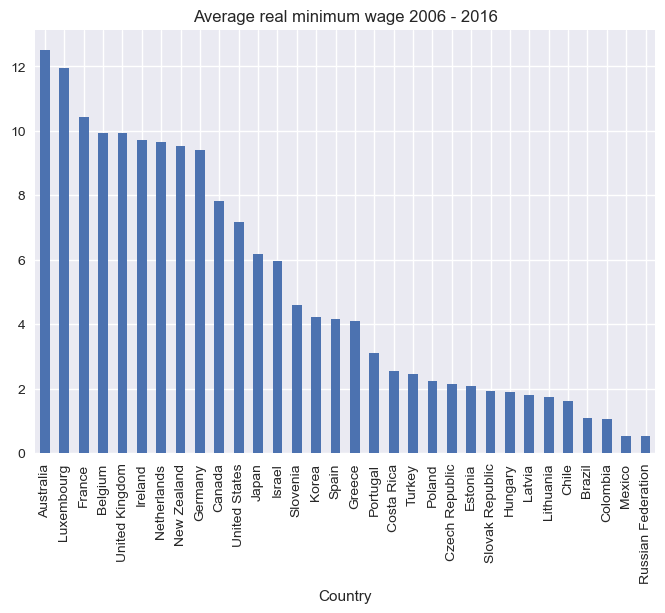 Average real minimum wage 2006 - 2016
12
10
8
6
4
2
0
Australia
Luxembourg
France
Belgium
United Kingdom
Ireland
Netherlands
New Zealand
Germany
Canada
United States
Japan
Israel
Slovenia
Korea
Spain
Greece
Portugal
Costa Rica
Turkey
Poland
Czech Republic
Estonia
Slovak Republic
Hungary
Latvia
Lithuania
Chile
Brazil
Colombia
Mexico
Russian Federation
Country